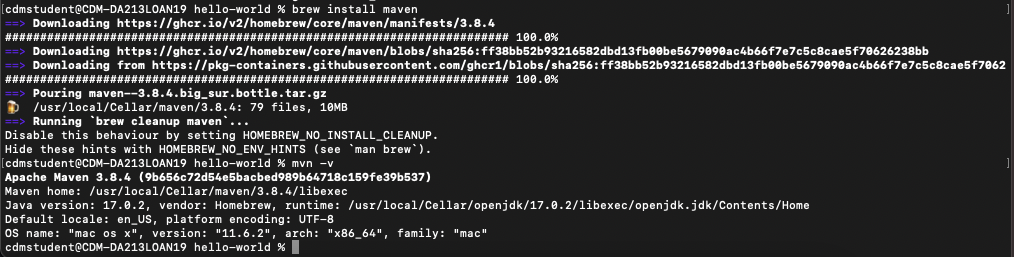 [cdmstudent@CDM-DA213LOAN19 hello-world % brew install maven
==> Downloading https://ghcr.io/v2/homebrew/core/maven/manifests/3.8.4
######################################################################## 100.0%
==> Downloading https://ghcr.io/v2/homebrew/core/maven/blobs/sha256:ff38bb52b93216582dbd13fb00be5679090ac4b66f7e7c5c8cae5f70626238bb
==> Downloading from https://pkg-containers.githubusercontent.com/ghcr1/blobs/sha256:ff38bb52b93216582dbd13fb00be5679090ac4b66f7e7c5c8cae5f7062
######################################################################## 100.0%
==> Pouring maven--3.8.4.big_sur.bottle.tar.gz
🍺  /usr/local/Cellar/maven/3.8.4: 79 files, 10MB
==> Running `brew cleanup maven`...
Disable this behaviour by setting HOMEBREW_NO_INSTALL_CLEANUP.
Hide these hints with HOMEBREW_NO_ENV_HINTS (see `man brew`).
[cdmstudent@CDM-DA213LOAN19 hello-world % mvn -v
Apache Maven 3.8.4 (9b656c72d54e5bacbed989b64718c159fe39b537)
Maven home: /usr/local/Cellar/maven/3.8.4/libexec
Java version: 17.0.2, vendor: Homebrew, runtime: /usr/local/Cellar/openjdk/17.0.2/libexec/openjdk.jdk/Contents/Home
Default locale: en_US, platform encoding: UTF-8
OS name: "mac os x", version: "11.6.2", arch: "x86_64", family: "mac"
cdmstudent@CDM-DA213LOAN19 hello-world %